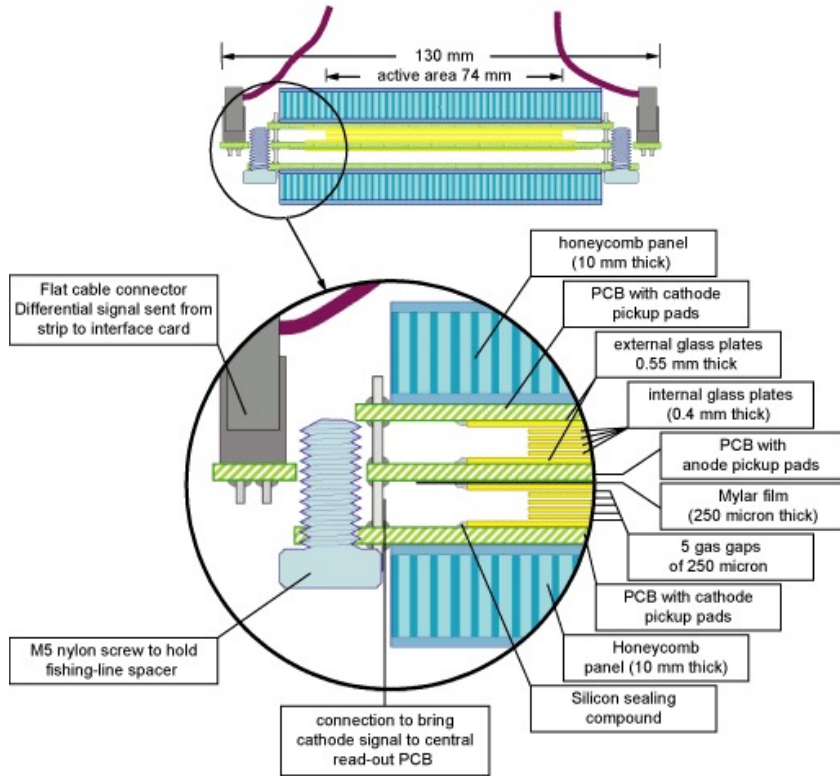 130 mm
active area 74 mm
honeycomb panel
(10 mm thick)
Flat cable connector
Differential signal sent from
strip to interface card
PCB with cathode
pickup pads
external glass plates
0.55 mm thick
internal glass plates
(0.4 mm thick)
PCB with
anode pickup pads
Mylar film
(250 micron thick)
5 gas gaps
of 250 micron
PCB with cathode
pickup pads
M5 nylon screw to hold
fishing-line spacer
Honeycomb
panel (10 mm thick)
Silicon sealing
compound
connection to bring
cathode signal to central
read-out PCB